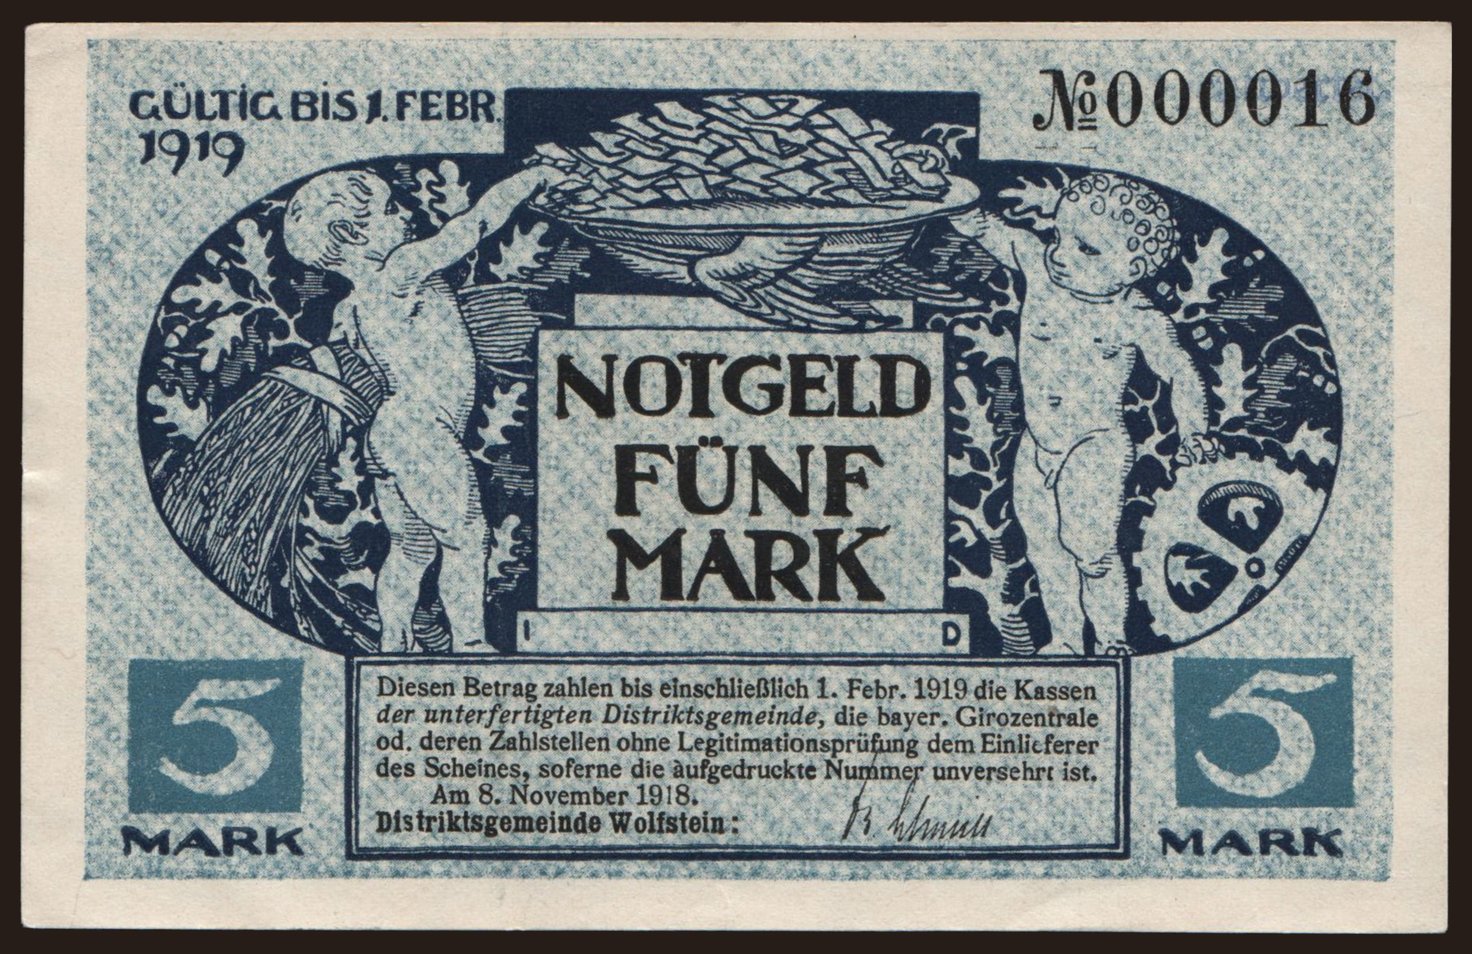 GÜLTIG BIS 1. FEBR.
1919
№000016
NOTGELD
FÜNF
MARK
I D
5
MARK
5
MARK
Diesen Betrag zahlen bis einschließlich 1. Febr. 1919 die Kassen
der unterfertigten Distriktsgemeinde, die bayer. Girozentrale
od. deren Zahlstellen ohne Legitimationsprüfung dem Einlieferer
des Scheines, soferne die aufgedruckte Nummer unversehrt ist.
Am 8. November 1918.
Distriktsgemeinde Wolfstein: